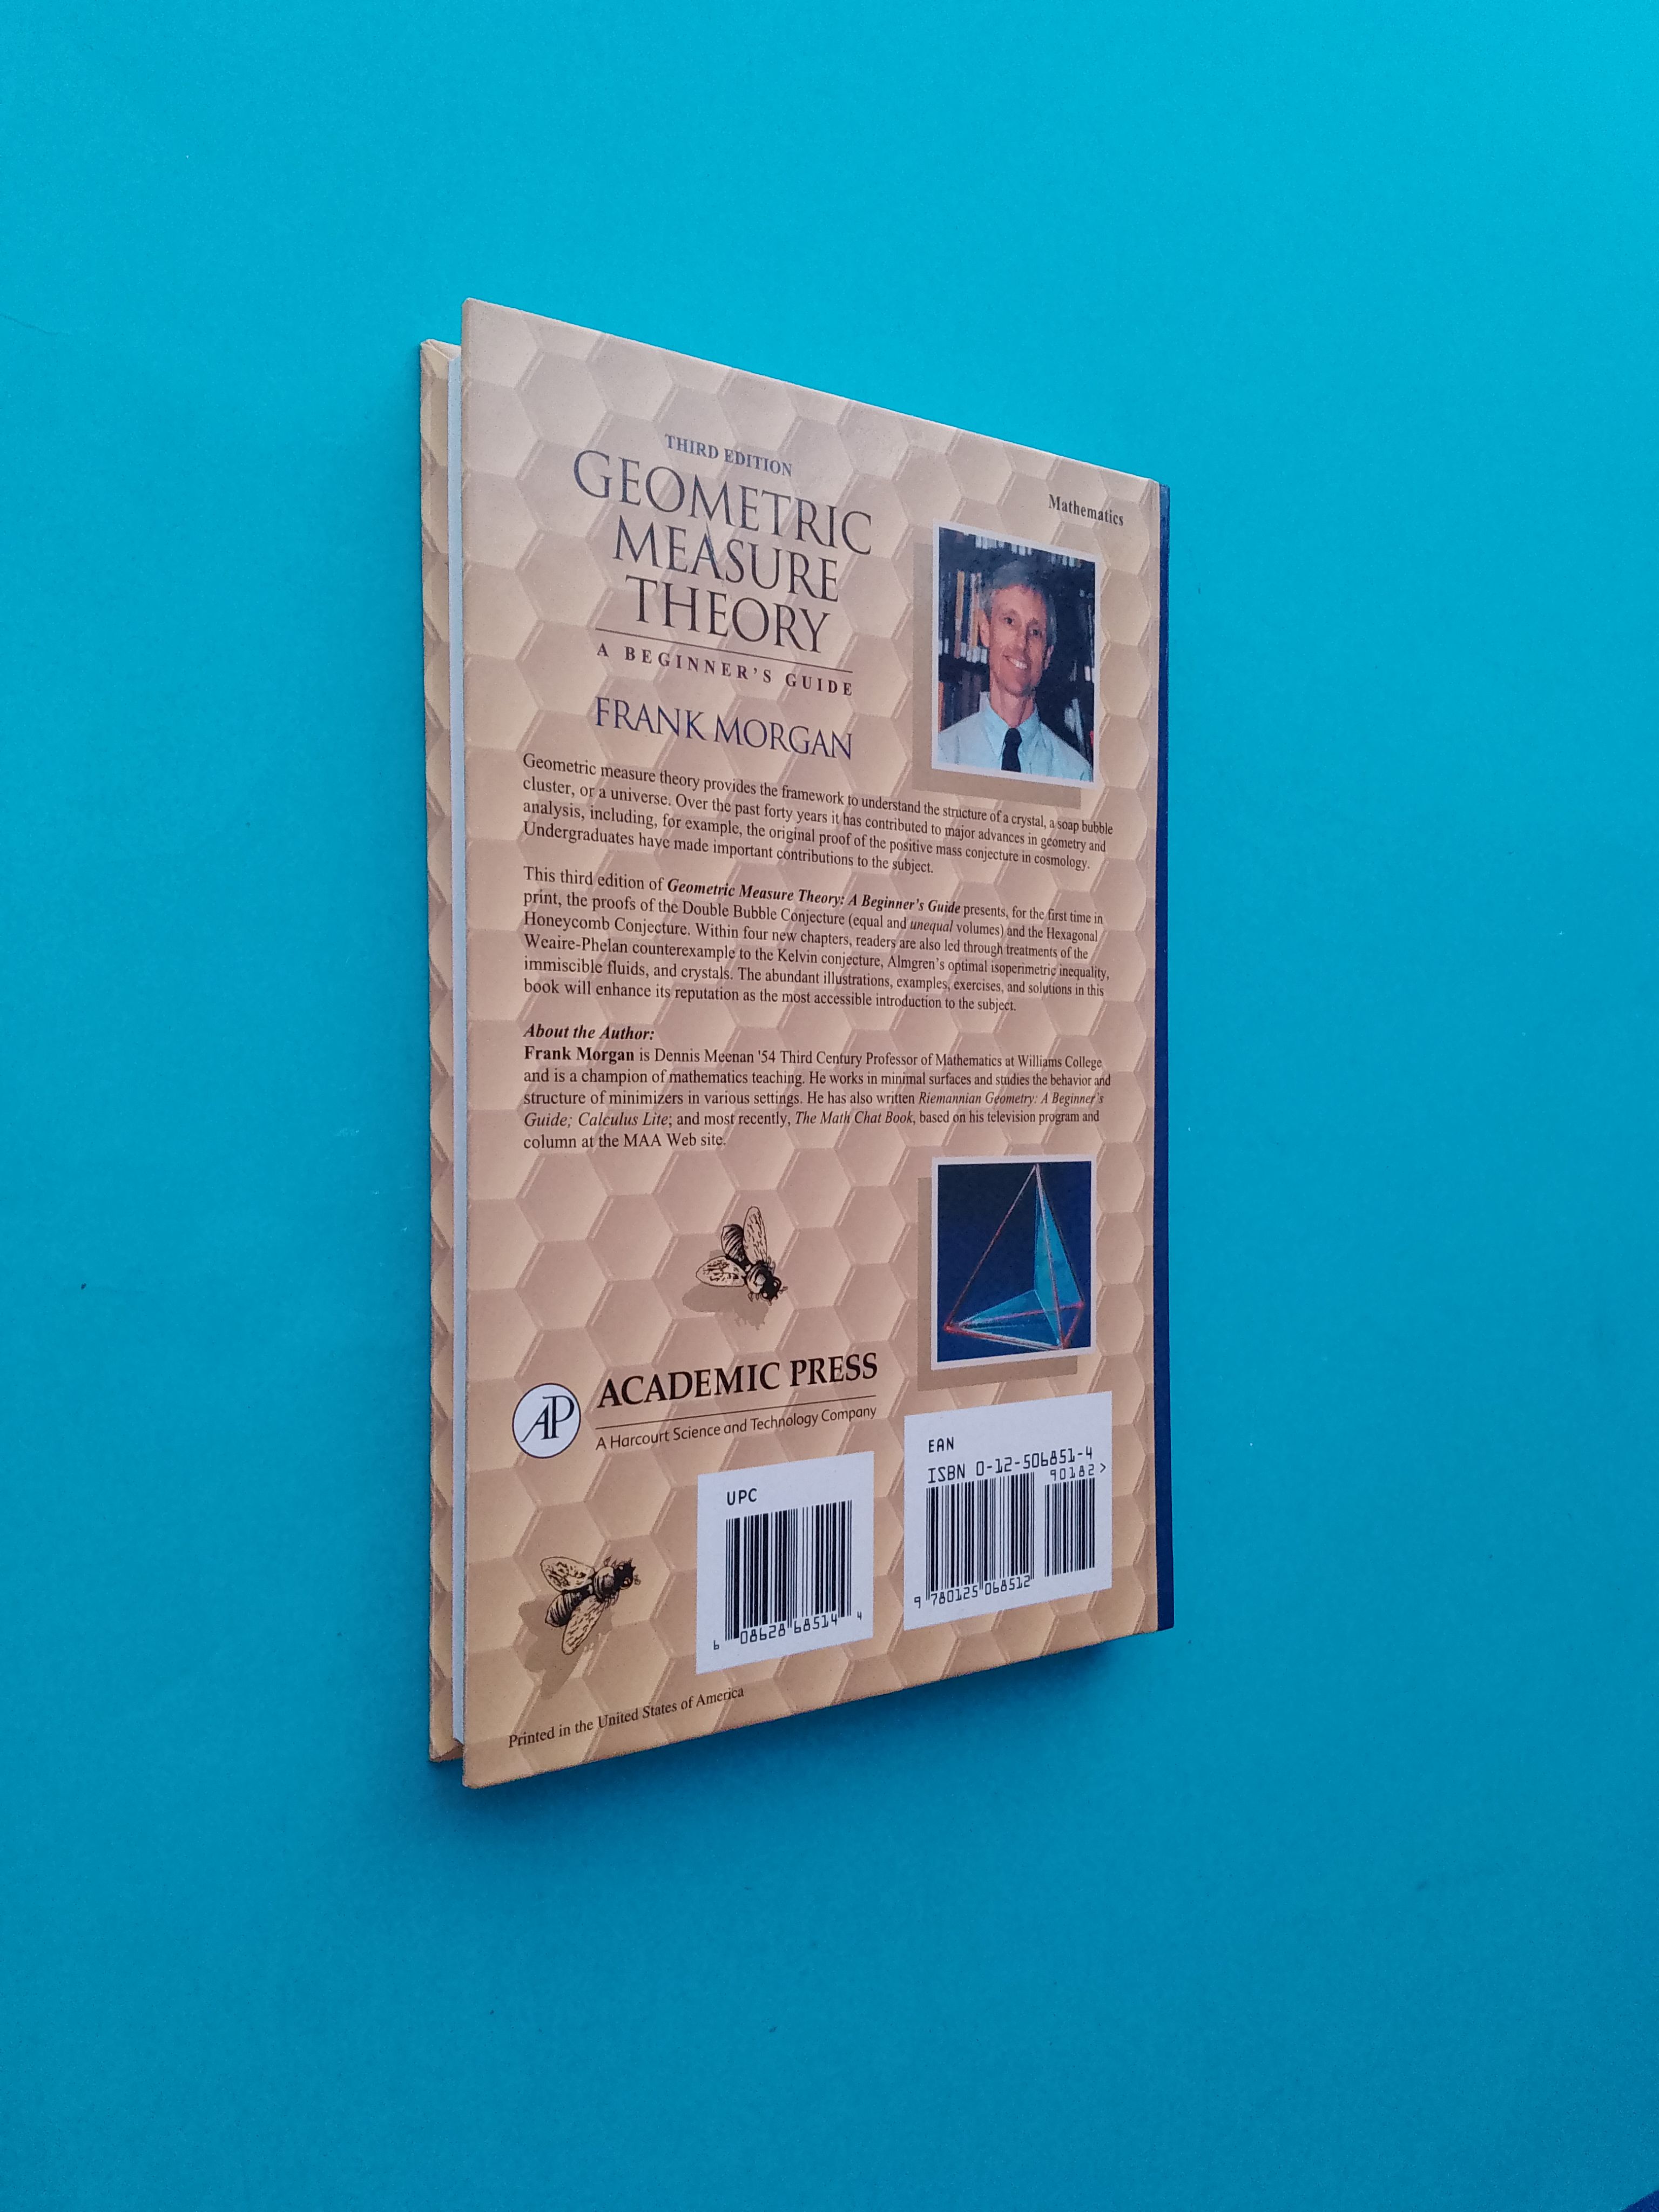 THIRD EDITION
GEOMETRIC
MEASURE
THEORY
A BEGINNER'S GUIDE
FRANK MORGAN
Mathematics
Geometric measure theory provides the framework to understand the structure of a crystal, a soap bubble
cluster, or a universe. Over the past forty years it has contributed to major advances in geometry and
analysis, including, for example, the original proof of the positive mass conjecture in cosmology.
Undergraduates have made important contributions to the subject.
This third edition of Geometric Measure Theory: A Beginner's Guide presents, for the first time in
print, the proofs of the Double Bubble Conjecture (equal and unequal volumes) and the Hexagonal
Honeycomb Conjecture. Within four new chapters, readers are also led through treatments of the
Weaire-Phelan counterexample to the Kelvin conjecture, Almgren's optimal isoperimetric inequality,
immiscible fluids, and crystals. The abundant illustrations, examples, exercises, and solutions in this
book will enhance its reputation as the most accessible introduction to the subject.
About the Author:
Frank Morgan is Dennis Meenan '54 Third Century Professor of Mathematics at Williams College
and is a champion of mathematics teaching. He works in minimal surfaces and studies the behavior and
structure of minimizers in various settings. He has also written Riemannian Geometry: A Beginner's
Guide; Calculus Lite; and most recently, The Math Chat Book, based on his television program and
column at the MAA Web site.
AP
ACADEMIC PRESS
A Harcourt Science and Technology Company
UPC
6 08628 68514 4
EAN
ISBN 0-12-506851-4
90182>
9 780125 068512
Printed in the United States of America